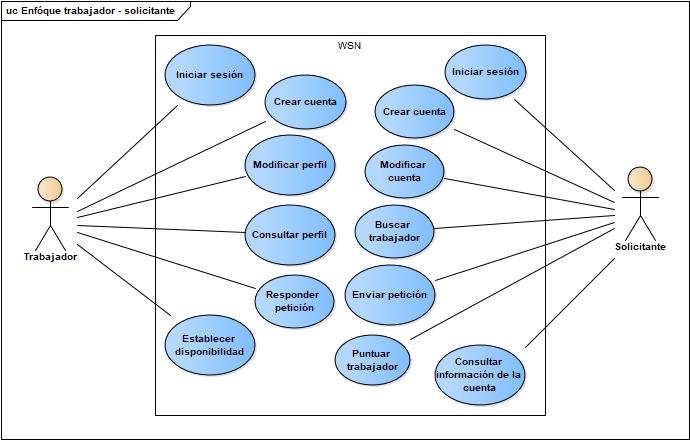 uc Enfóque trabajador - solicitante
WSN
Iniciar sesión
Crear cuenta
Modificar perfil
Consultar perfil
Responder
petición
Establecer
disponibilidad
Iniciar sesión
Crear cuenta
Modificar
cuenta
Buscar
trabajador
Enviar petición
Puntuar
trabajador
Consultar
información de la
cuenta
Trabajador
Solicitante